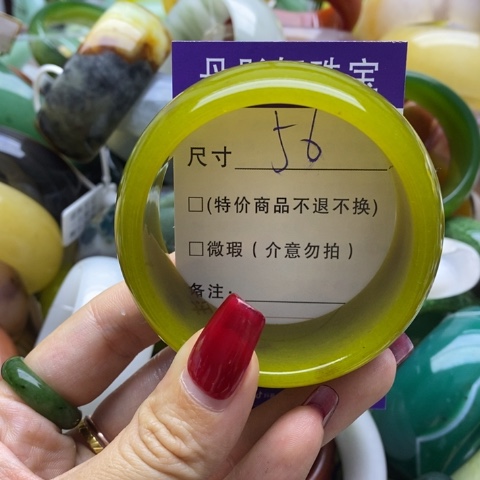 尺寸 56
□(特价商品不退不换)
□微瑕(介意勿拍)
备注: